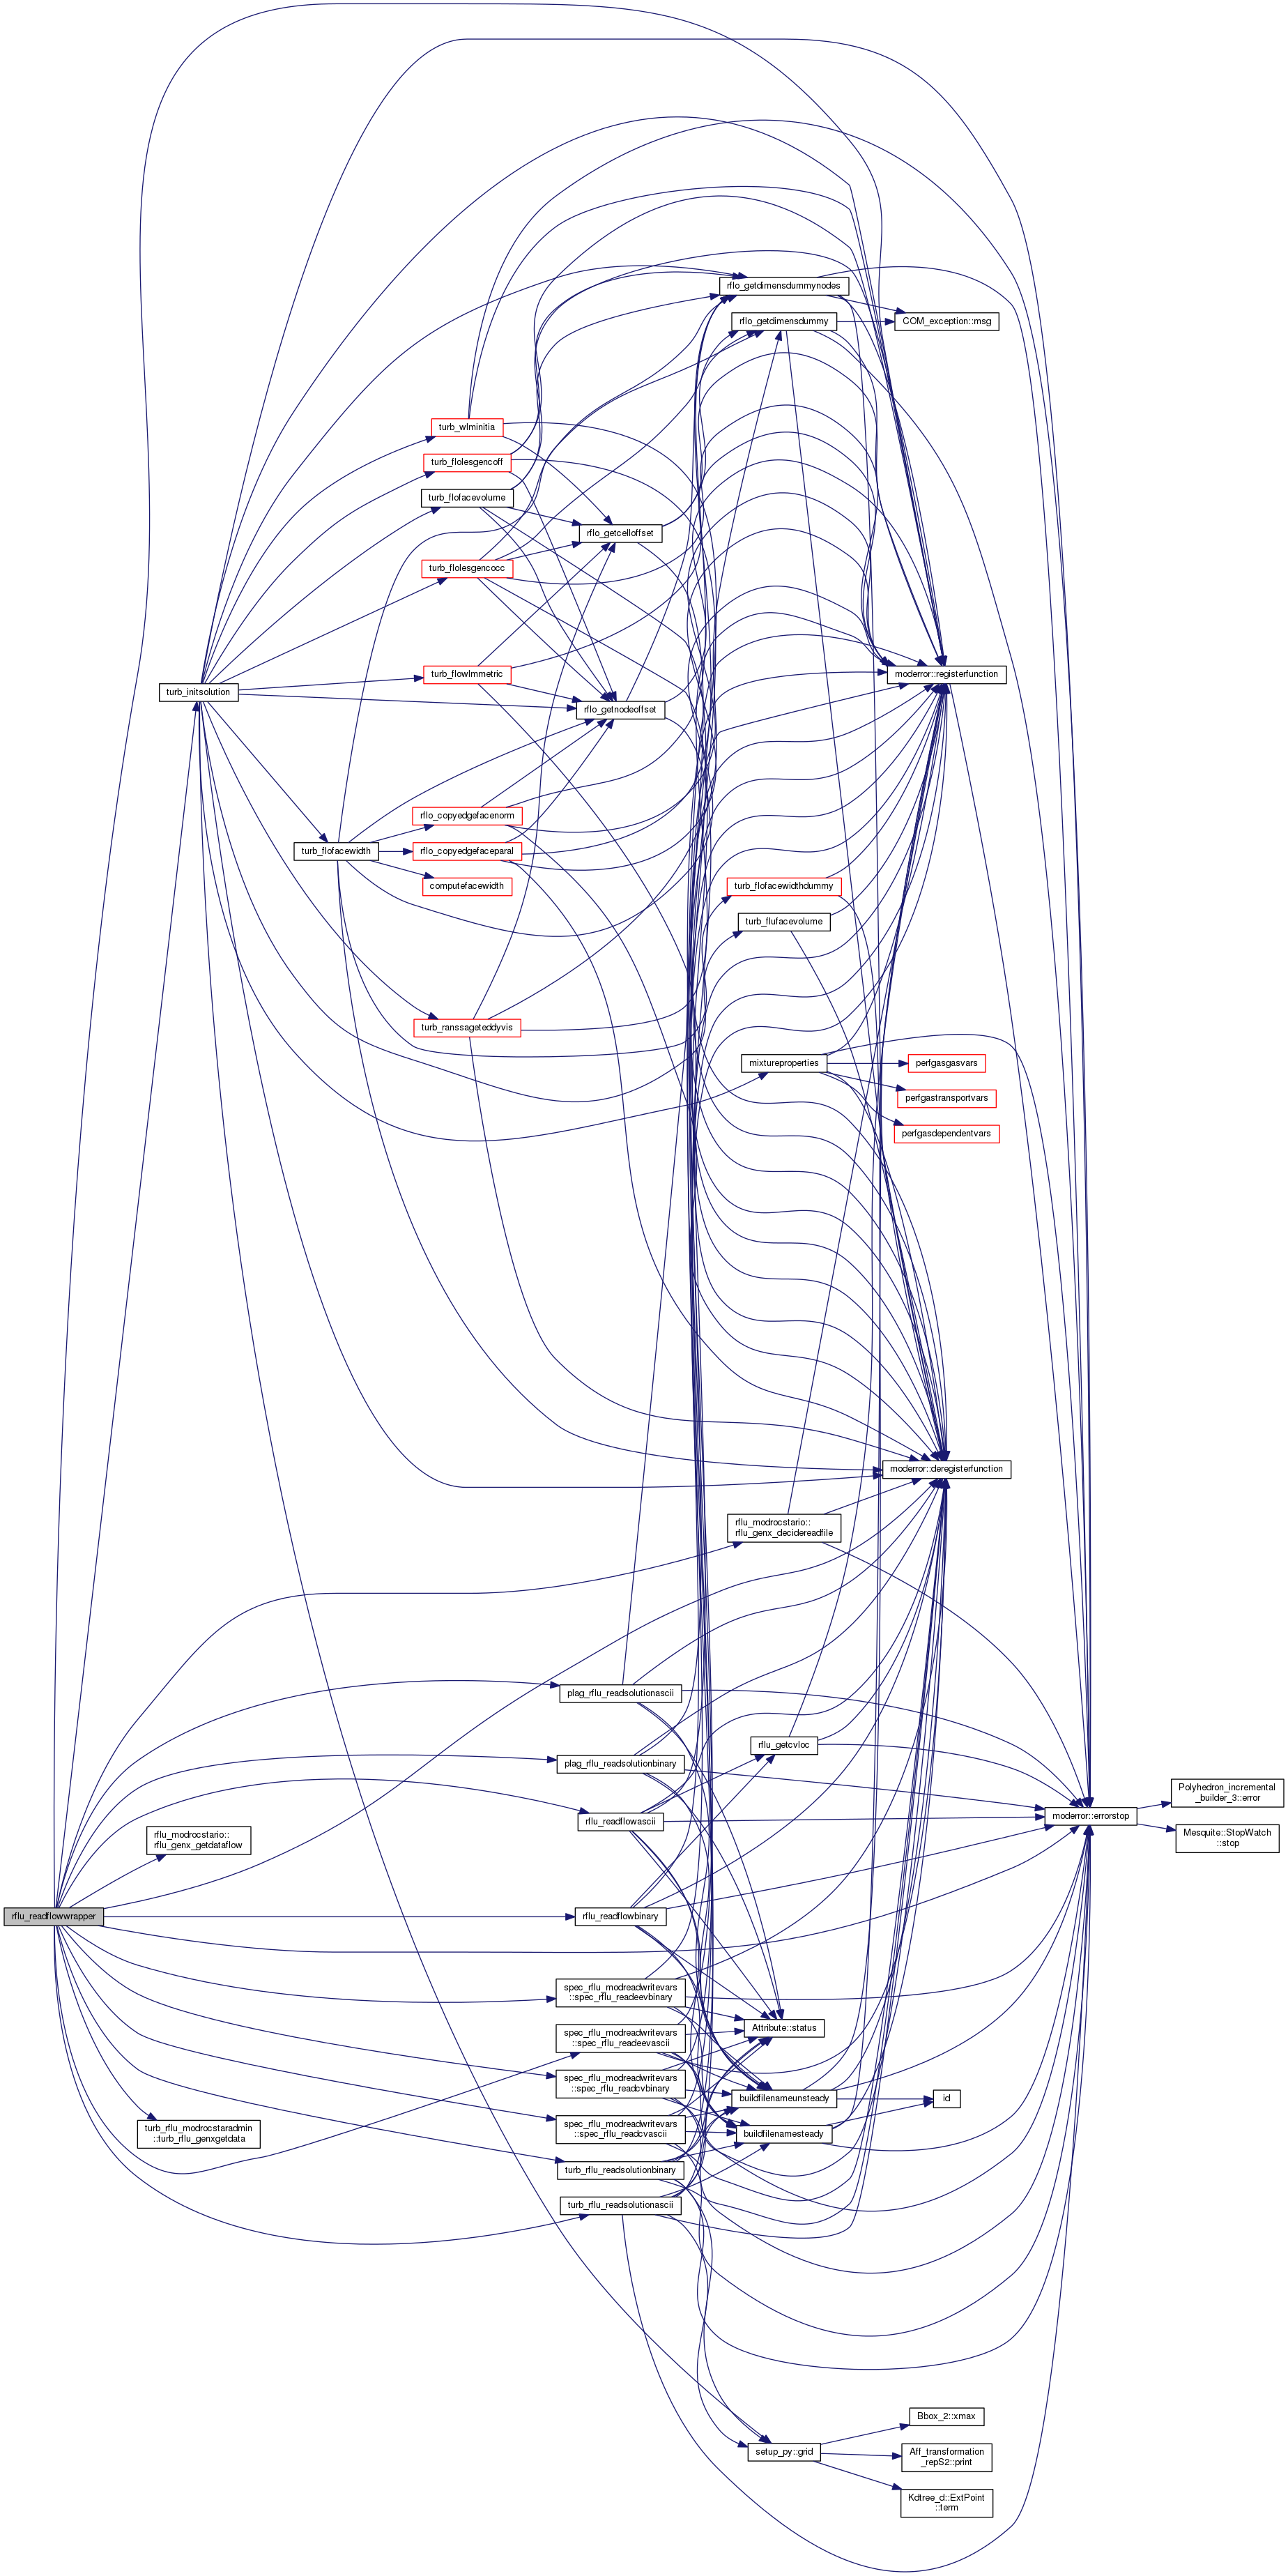 rflo_getdimensdummynodes
rflo_getdimensdummy
COM_exception::msg
turb_wlminitia
turb_flolesgencoff
turb_flofacevolume
rflo_getcelloffset
turb_flolesgencocc
turb_flowlmmetric
moderror::registerfunction
turb_initsolution
rflo_getnodeoffset
rflo_copyedgefacenorm
turb_flofacewidth
rflo_copyedgefaceparal
computefacewidth
turb_flofacewidthdummy
turb_flufacevolume
turb_ranssageteddyvis
mixtureproperties
perfgasgasvars
perfgastransportvars
perfgasdependentvars
moderror::deregisterfunction
rflu_modrocstario::
rflu_genx_decidereadfile
plag_rflu_readsolutionascii
rflu_getcvloc
plag_rflu_readsolutionbinary
Polyhedron_incremental
_builder_3::error
rflu_readflowascii
moderror::errorstop
rflu_modrocstario::
rflu_genx_getdataflow
Mesquite::StopWatch
::stop
rflu_readflowwrapper
rflu_readflowbinary
spec_rflu_modreadwritevars
::spec_rflu_readeevbinary
Attribute::status
spec_rflu_modreadwritevars
::spec_rflu_readeevascii
spec_rflu_modreadwritevars
::spec_rflu_readcvbinary
buildfilenameunsteady
id
spec_rflu_modreadwritevars
::spec_rflu_readcvascii
turb_rflu_modrocstaradmin
::turb_rflu_genxgetdata
buildfilenamesteady
turb_rflu_readsolutionbinary
turb_rflu_readsolutionascii
Bbox_2::xmax
setup_py::grid
Aff_transformation
_repS2::print
Kdtree_d::ExtPoint
::term